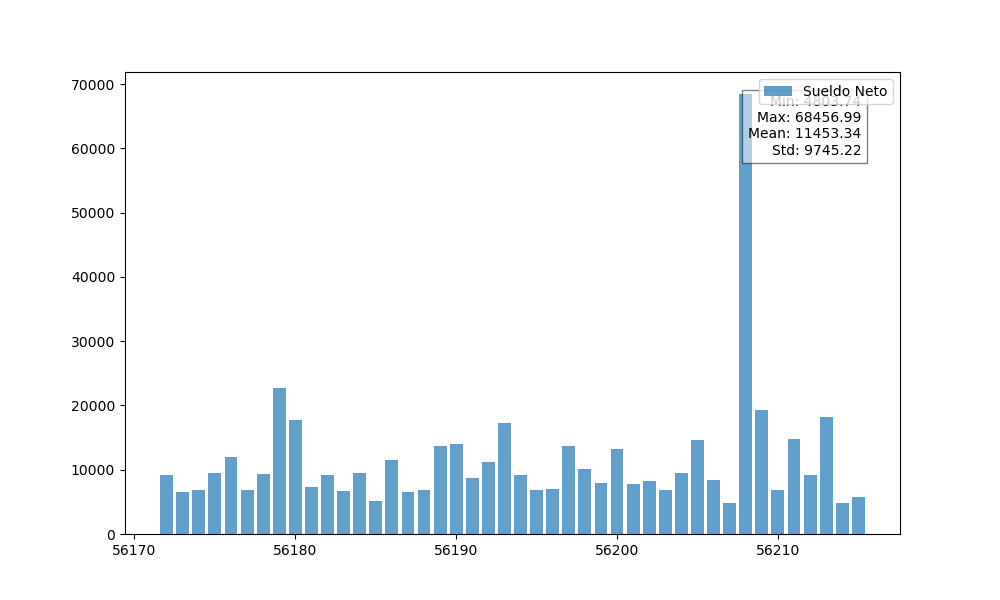 70000
60000
50000
40000
30000
20000
10000
0
56170 56180 56190 56200 56210
Sueldo Neto
Min: 4803.74
Max: 68456.99
Mean: 11453.34
Std: 9745.22